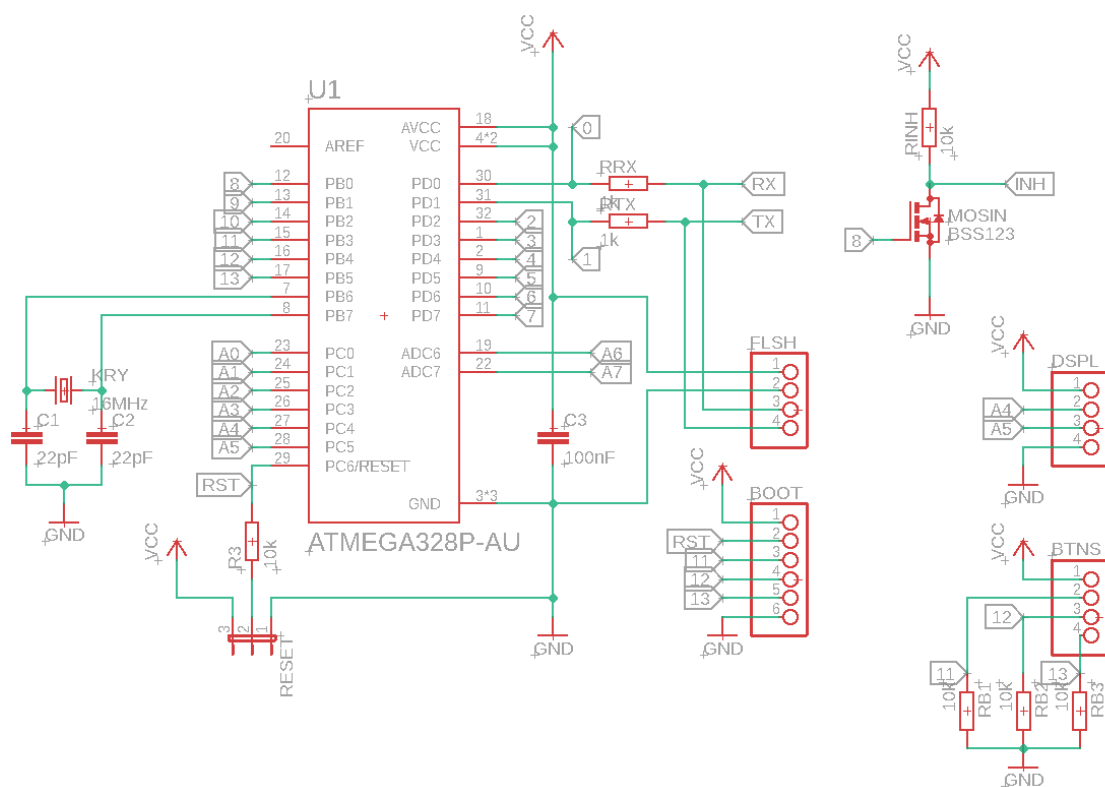 VCC
U1
20 AREF
AVCC 18
VCC 4*2
0
8 12 PB0
PD0 30
RRX
1k
RX
9 13 PB1
PD1 31
10 14 PB2
PD2 32 2
RTX
1k
TX
11 15 PB3
PD3 1 3
12 16 PB4
PD4 2 4
1
13 17 PB5
PD5 9 5
7 PB6
PD6 10 6
8 PB7
PD7 11 7
A0 23 PC0
ADC6 19 A6
A1 24 PC1
ADC7 22 A7
A2 25 PC2
A3 26 PC3
A4 27 PC4
A5 28 PC5
29 PC6/RESET
GND 3*3
ATMEGA328P-AU
KRY
16MHz
C1
22pF
C2
22pF
GND
RST
R3
10k
VCC
3
2
1
RESET
C3
100nF
GND
FLSH
1
2
3
4
VCC
BOOT
1
RST 2
11 3
12 4
13 5
6
GND
VCC
RINH
10k
INH
MOSIN
BSS123
8
GND
VCC
DSPL
1
A4 2
A5 3
4
GND
VCC
BTNS
1
2
12 3
4
11
13
10k
RB1
10k
RB2
10k
RB3
GND